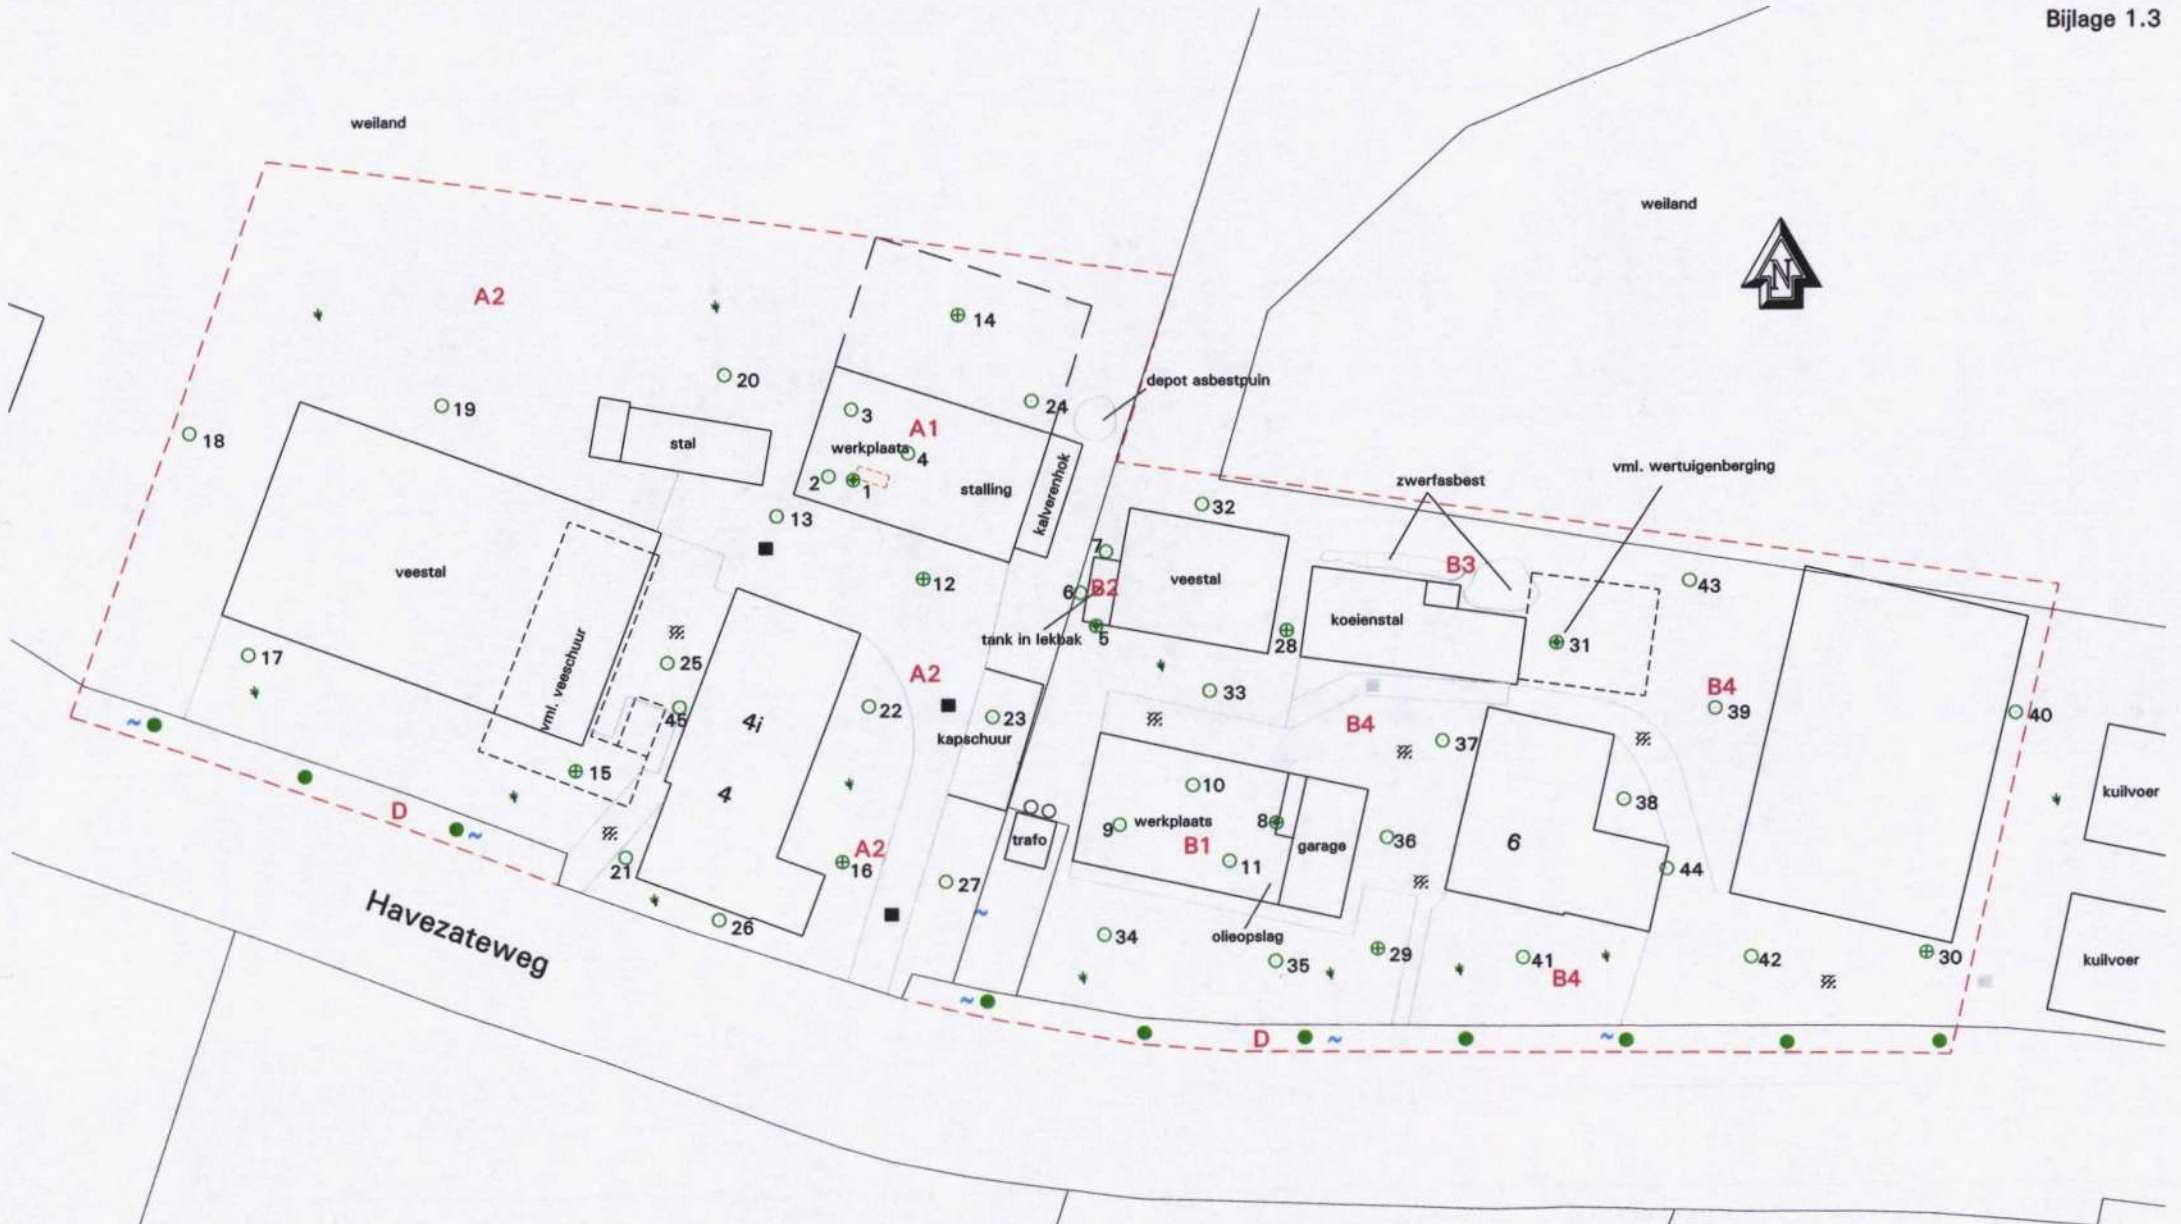 Bijlage 1.3
weiland
weiland
N
A2
14
20
depot asbestpuin
19
3
24
18
A1
stal
werkplaats
4
vml. wertuigenberging
zwerfasbest
2
1
stalling
kalverenhok
32
13
7
veestal
12
6
B2
veestal
B3
43
koeienstal
tank in lekbak
5
28
31
17
25
vml. veeschuur
A2
33
B4
39
45
4i
22
23
40
kapschuur
B4
37
15
10
kuilvoer
4
38
D
9
werkplaats
8
trafo
36
6
A2
B1
garage
21
16
11
44
27
Havezateweg
26
34
olieopslag
35
29
41
42
30
kuilvoer
B4
D